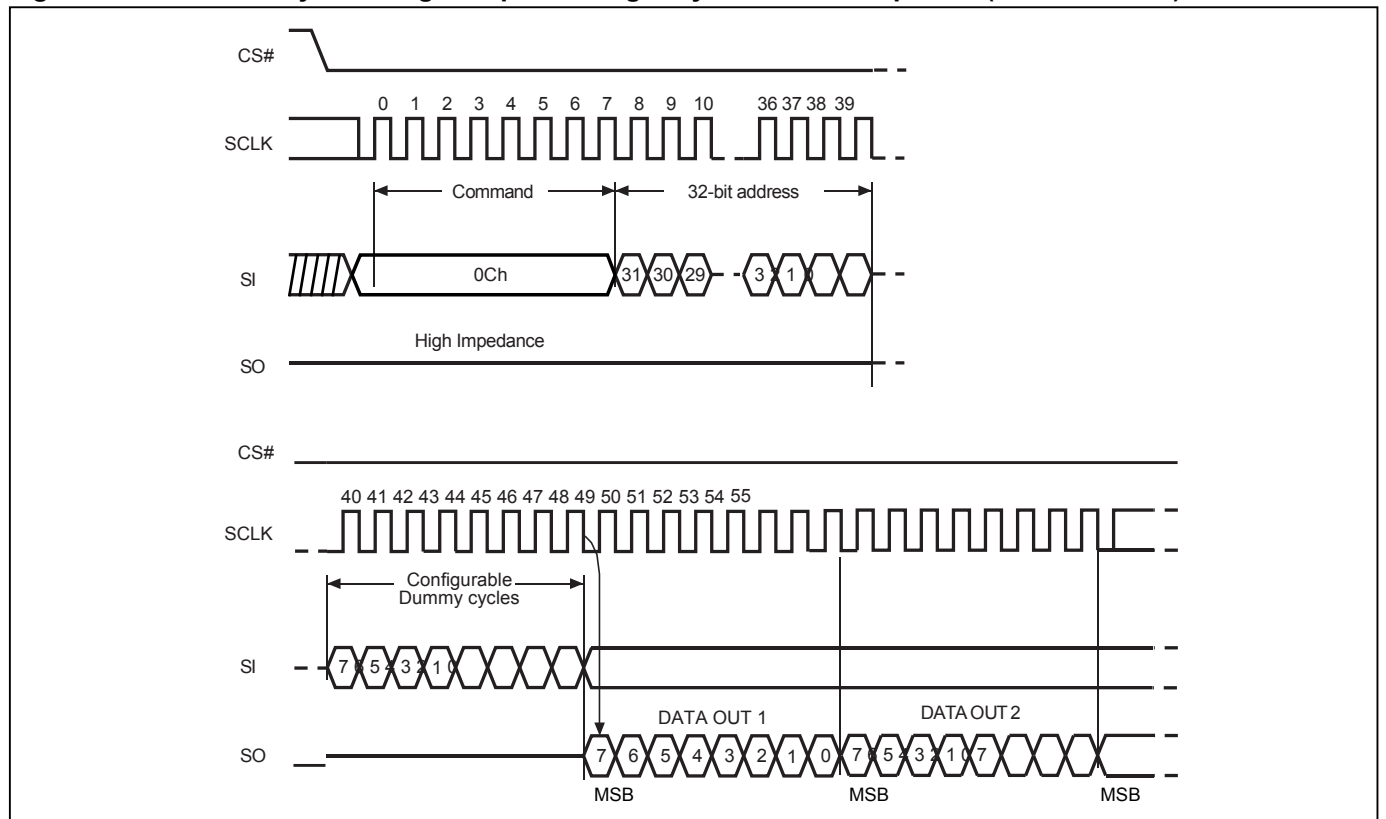 CS#
0 1 2 3 4 5 6 7 8 9 10 36 37 38 39
SCLK
Command 32-bit address
SI 0Ch 31 30 29 3 2 1 0
High Impedance
SO
CS#
40 41 42 43 44 45 46 47 48 49 50 51 52 53 54 55
SCLK
Configurable
Dummy cycles
SI 7 6 5 4 3 2 1 0
DATA OUT 1 DATA OUT 2
SO 7 6 5 4 3 2 1 0 7 6 5 4 3 2 1 0 7
MSB MSB MSB